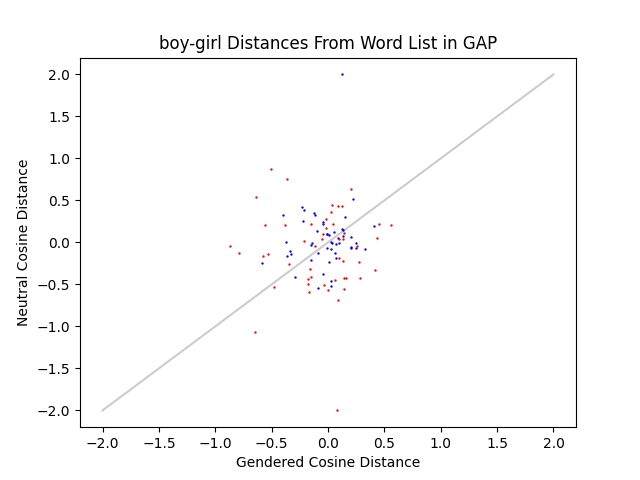 boy-girl Distances From Word List in GAP
2.0
1.5
1.0
0.5
0.0
−0.5
−1.0
−1.5
−2.0
Neutral Cosine Distance
−2.0 −1.5 −1.0 −0.5 0.0 0.5 1.0 1.5 2.0
Gendered Cosine Distance